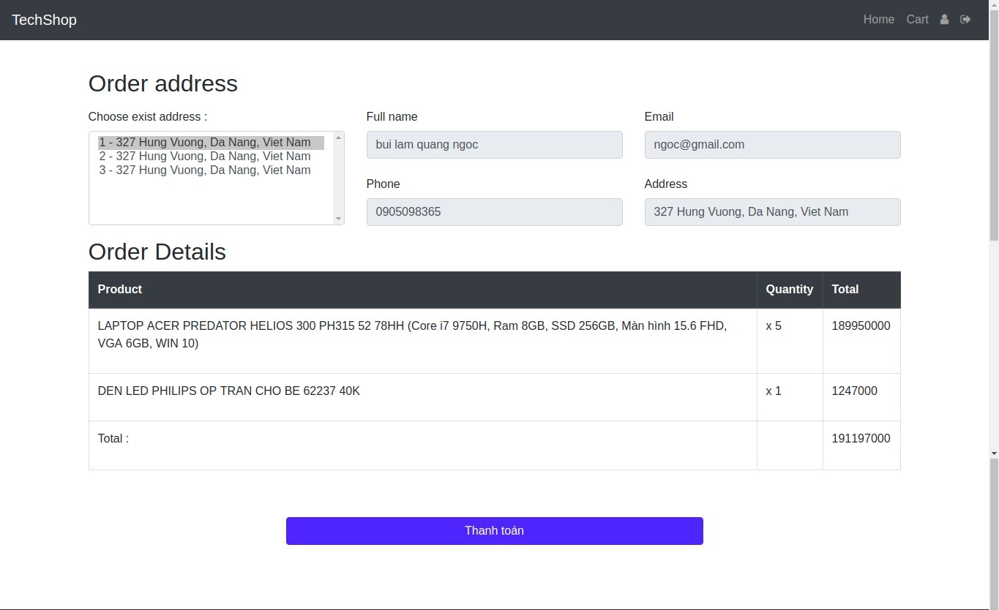 TechShop
Home Cart
Order address
Choose exist address :
1 - 327 Hung Vuong, Da Nang, Viet Nam
2 - 327 Hung Vuong, Da Nang, Viet Nam
3 - 327 Hung Vuong, Da Nang, Viet Nam
Full name
bui lam quang ngoc
Email
ngoc@gmail.com
Phone
0905098365
Address
327 Hung Vuong, Da Nang, Viet Nam
Order Details
Product Quantity Total
LAPTOP ACER PREDATOR HELIOS 300 PH315 52 78HH (Core i7 9750H, Ram 8GB, SSD 256GB, Màn hình 15.6 FHD, x 5 189950000
VGA 6GB, WIN 10)
DEN LED PHILIPS OP TRAN CHO BE 62237 40K x 1 1247000
Total : 191197000
Thanh toán